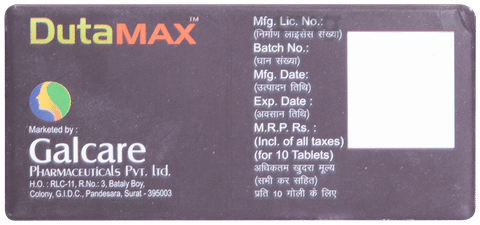 DutaMAX™
Marketed by :
Galcare
PHARMACEUTICALS PVT. ltd.
H.O. : RLC-11, R.No.: 3, Bataly Boy,
Colony, G.I.D.C., Pandesara, Surat - 395003
Mfg. Lic. No.:
(निर्माण लाइसेंस संख्या)
Batch No.:
(घान संख्या)
Mfg. Date:
(उत्पादन तिथि)
Exp. Date :
(अवसान तिथि)
M.R.P. Rs. :
(Incl. of all taxes)
(for 10 Tablets)
अधिकतम खुदरा मूल्य
(सभी कर सहित)
प्रति 10 गोली के लिए